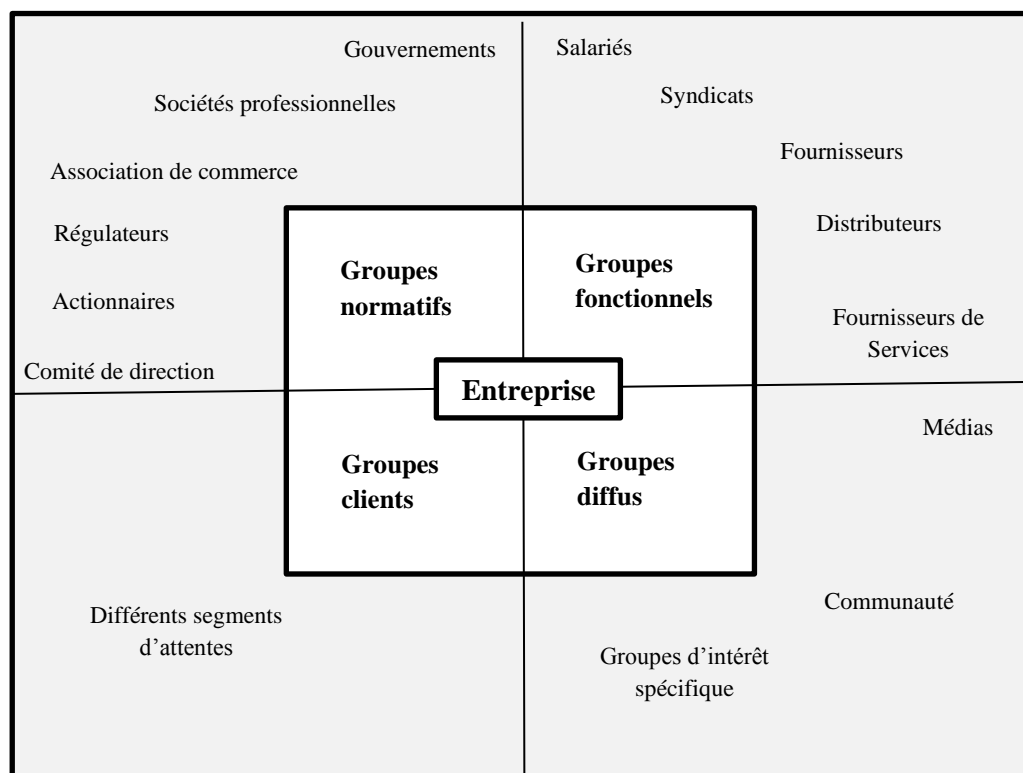 Gouvernements
Salariés
Sociétés professionnelles
Syndicats
Association de commerce
Fournisseurs
Régulateurs
Distributeurs
Actionnaires
Groupes
normatifs
Groupes
fonctionnels
Fournisseurs de
Services
Comité de direction
Entreprise
Médias
Groupes
clients
Groupes
diffus
Différents segments
d’attentes
Communauté
Groupes d’intérêt
spécifique